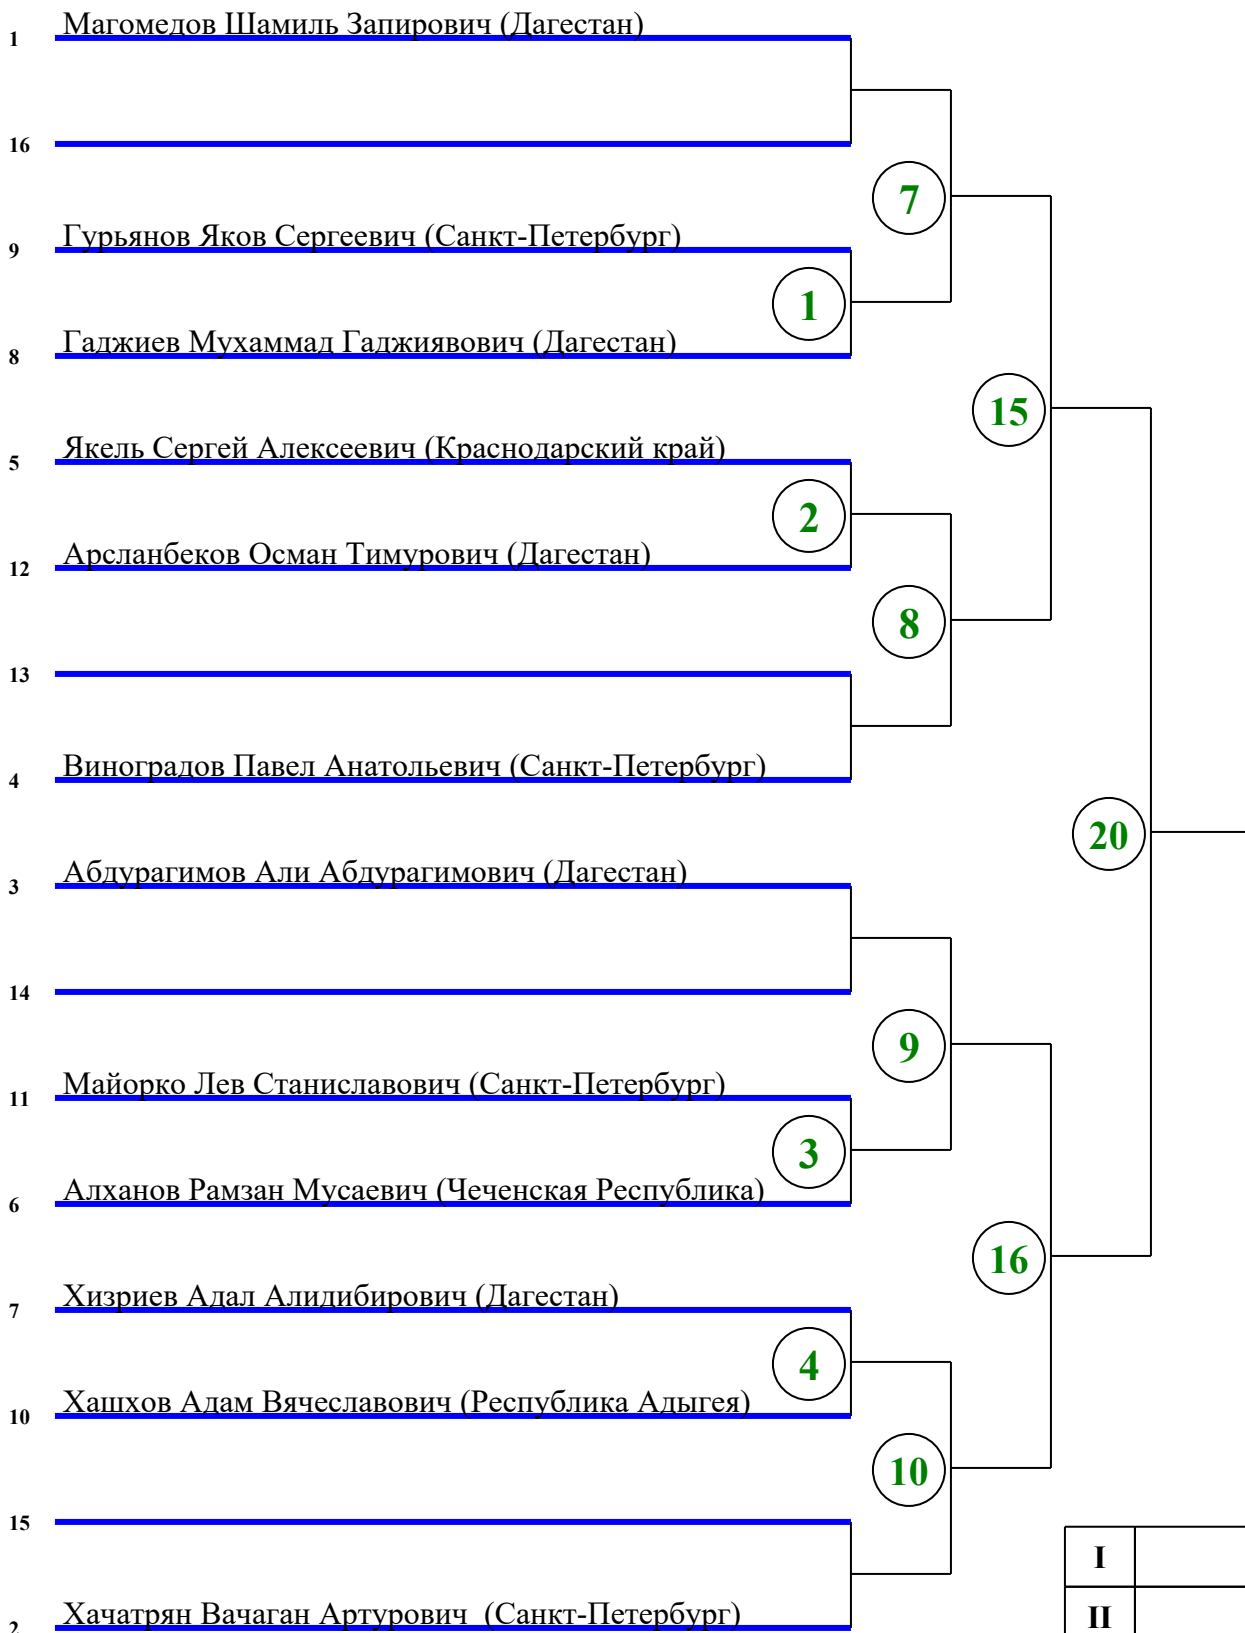 1 Магомедов Шамиль Запирович (Дагестан)
16
7
9 Гурьянов Яков Сергеевич (Санкт-Петербург)
1
8 Гаджиев Мухаммад Гаджиявович (Дагестан)
15
5 Якель Сергей Алексеевич (Краснодарский край)
2
12 Арсланбеков Осман Тимурович (Дагестан)
8
13
4 Виноградов Павел Анатольевич (Санкт-Петербург)
20
3 Абдурагимов Али Абдурагимович (Дагестан)
14
9
11 Майорко Лев Станиславович (Санкт-Петербург)
3
6 Алханов Рамзан Мусаевич (Чеченская Республика)
16
7 Хизриев Адал Алидибирович (Дагестан)
4
10 Хашхов Адам Вячеславович (Республика Адыгея)
10
15
I
2 Хачатрян Вачаган Артурович (Санкт-Петербург)
II